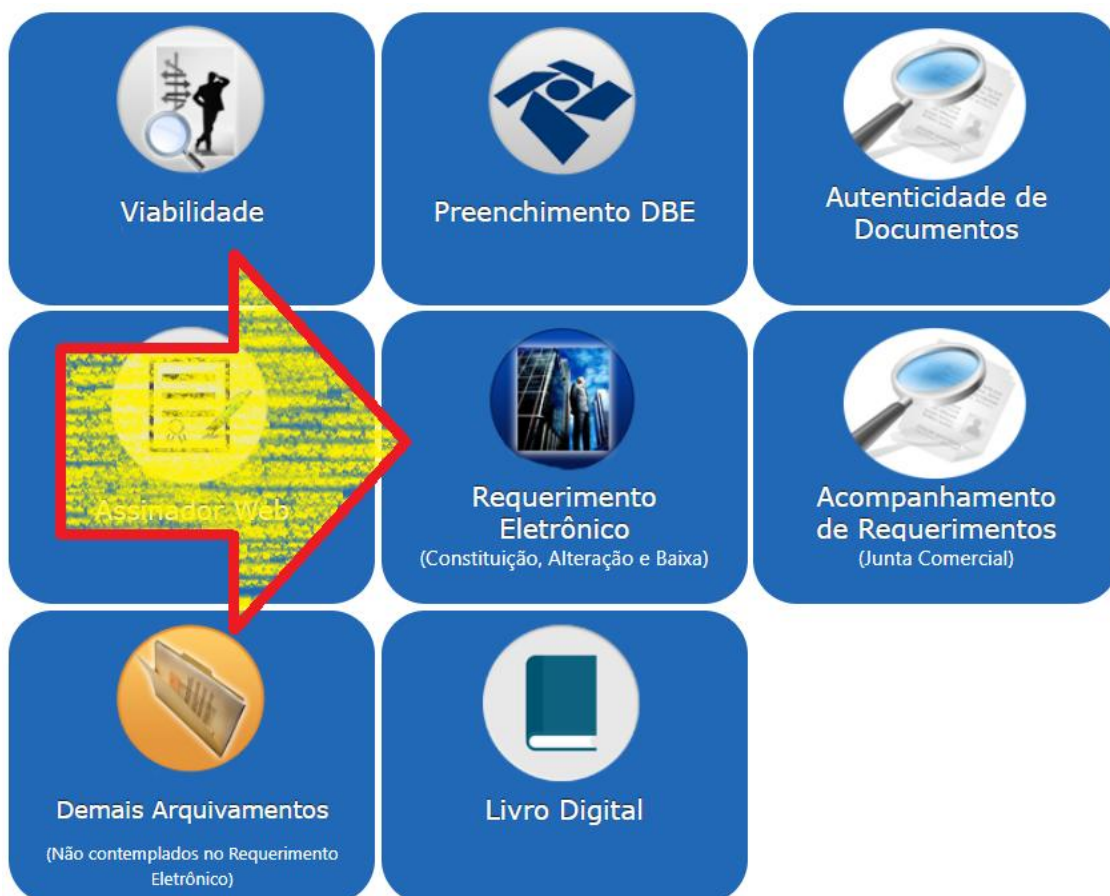 Viabilidade
Preenchimento DBE
Autenticidade de
Documentos
Assinador Web
Requerimento
Eletrônico
(Constituição, Alteração e Baixa)
Acompanhamento
de Requerimentos
(Junta Comercial)
Demais Arquivamentos
(Não contemplados no Requerimento
Eletrônico)
Livro Digital